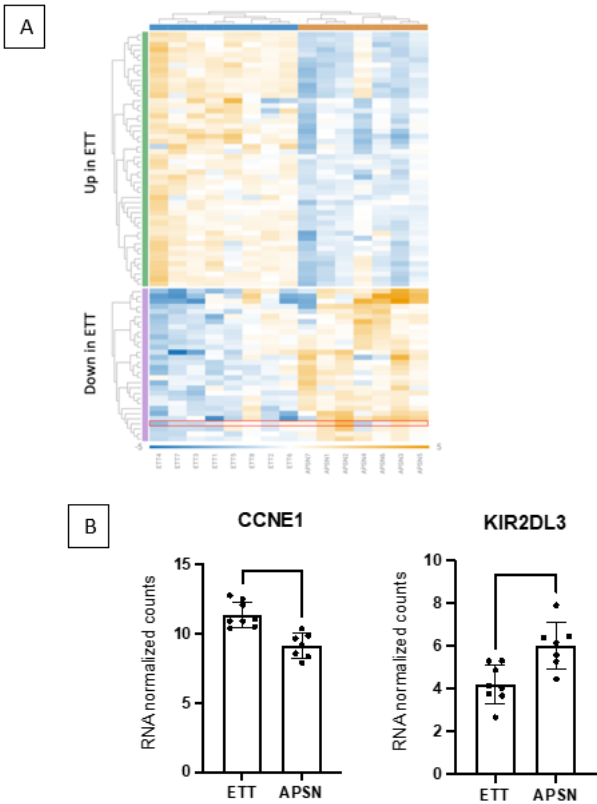 A
Up in ETT
Down in ETT
-5
5
ETT4 ETT7 ETT3 ETT1 ETT5 ETT8 ETT2 ETT6 APSN7 APSN1 APSN2 APSN4 APSN6 APSN3 APSN5
B
CCNE1
RNA normalized counts
15
10
5
0
ETT APSN
KIR2DL3
RNA normalized counts
10
8
6
4
2
0
ETT APSN